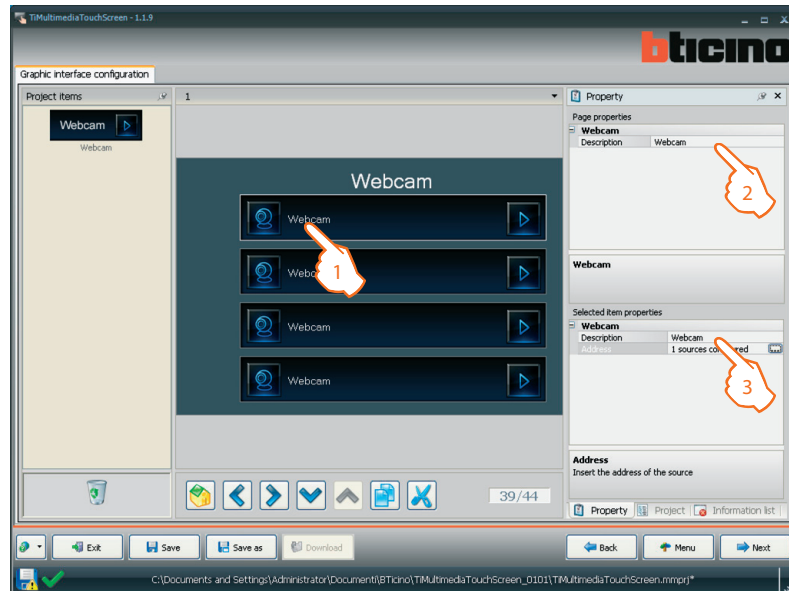 TiMultimediaTouchScreen - 1.1.9
bticino
Graphic interface configuration
Project items
1
Property
Webcam
Webcam
Page properties
Webcam
Description Webcam
2
Webcam
Webcam
1
Webcam
Webcam
Webcam
Selected item properties
Webcam
Description Webcam
Address 1 sources
3
Address
Insert the address of the source
39/44
Property Project Information list
Exit Save Save as Download Back Menu Next
C:\Documents and Settings\Administrator\Documenti\BTicino\TiMultimediaTouchScreen_0101\TiMultimediaTouchScreen.mmprj*